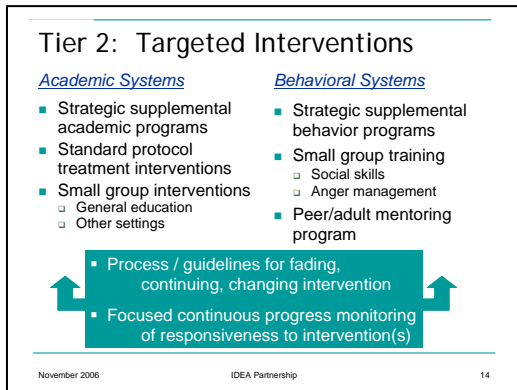 Tier 2: Targeted Interventions
Academic Systems
Strategic supplemental
academic programs
Standard protocol
treatment interventions
Small group interventions
General education
Other settings
Behavioral Systems
Strategic supplemental
behavior programs
Small group training
Social skills
Anger management
Peer/adult mentoring
program
Process / guidelines for fading,
continuing, changing intervention
Focused continuous progress monitoring
of responsiveness to intervention(s)
November 2006
IDEA Partnership
14